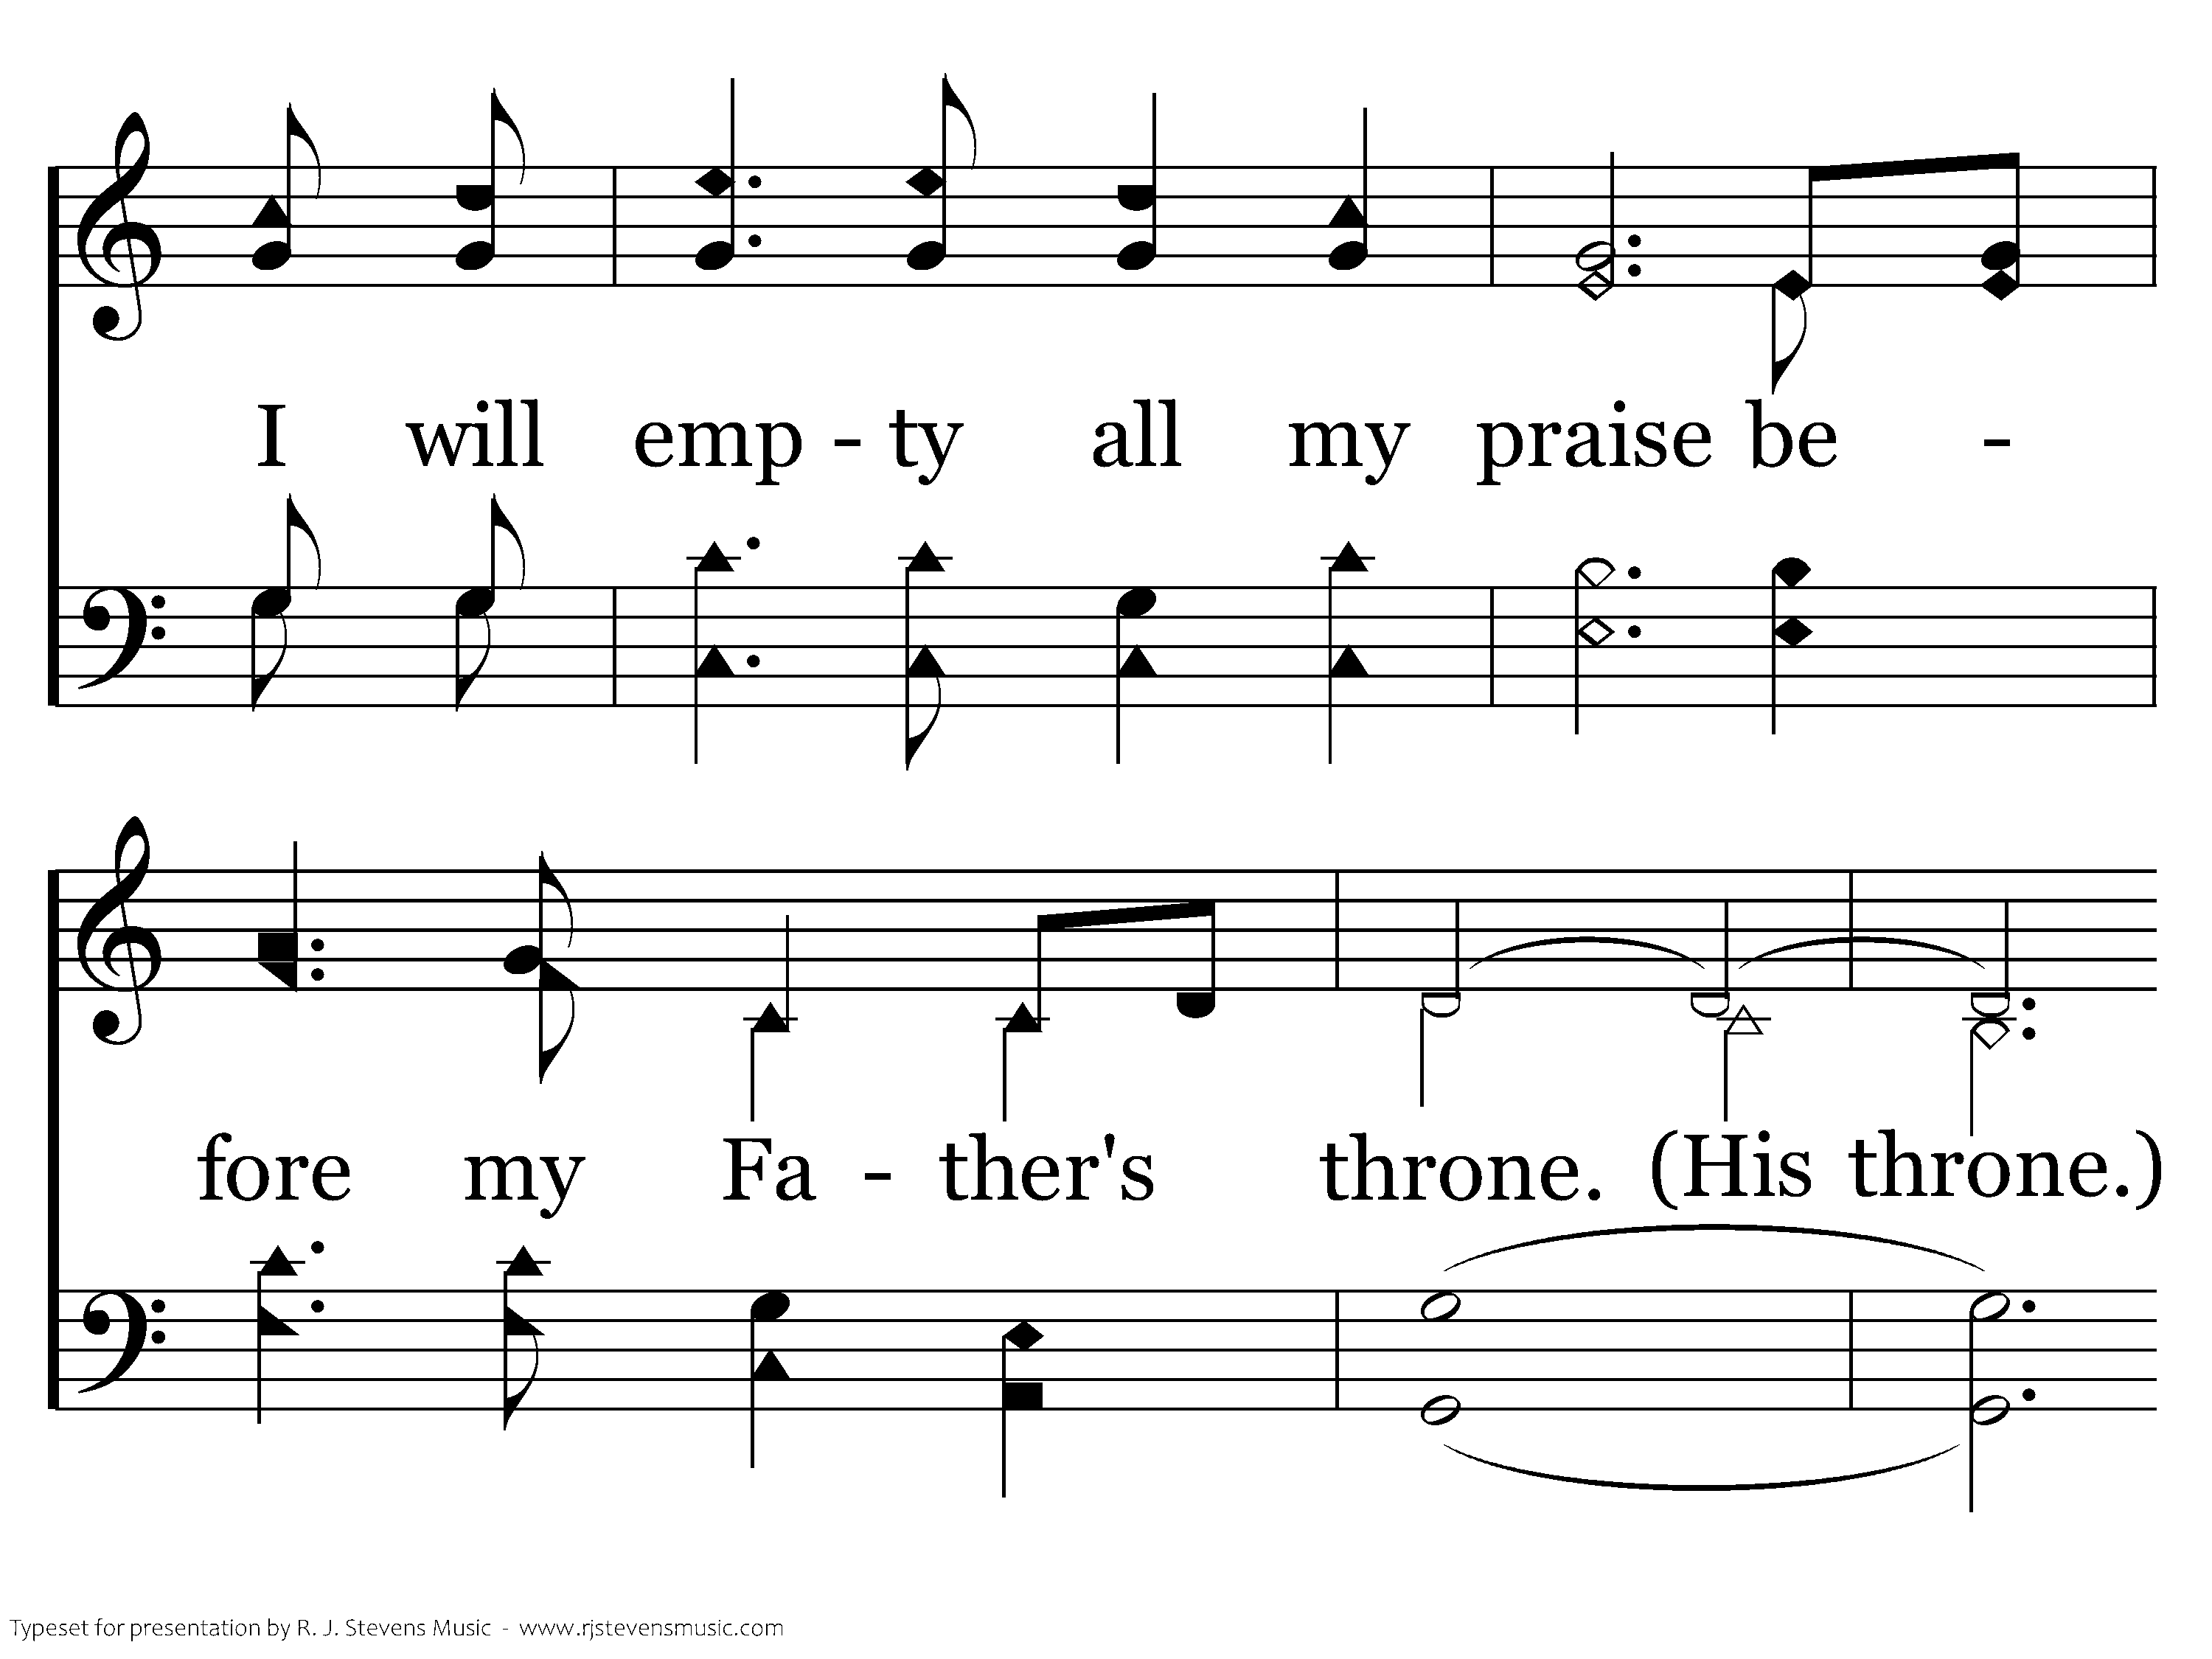 I will emp - ty all my praise be -
fore my Fa - ther's throne. (His throne.)
Typeset for presentation by R. J. Stevens Music - www.rjstevensmusic.com